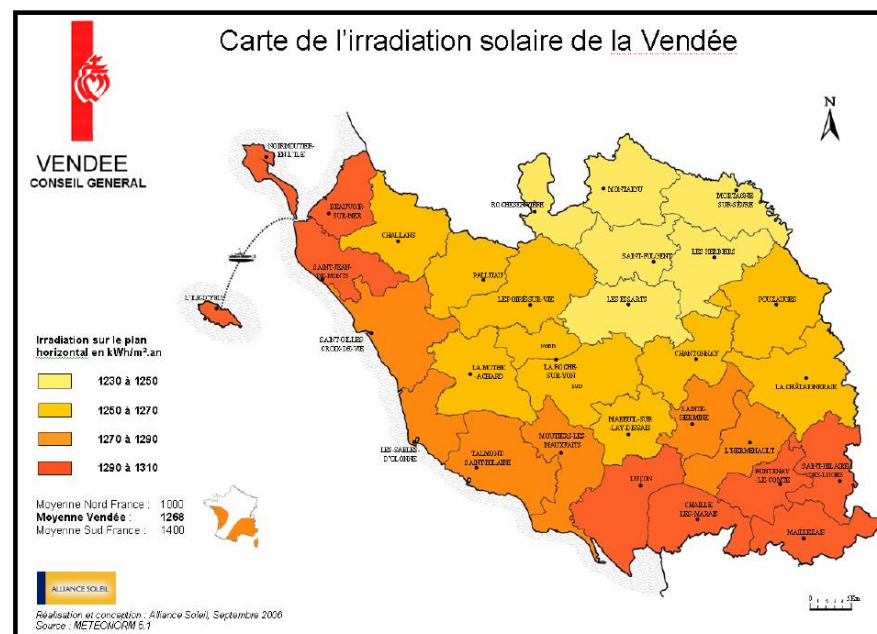 Carte de l'irradiation solaire de la Vendée
VENDEE
CONSEIL GENERAL
N
NOIRMOUTIER-
EN-L'ILE
BEAUVOIR-
SUR-MER
CHALLANS
SAINT-JEAN-
DE-MONTS
L'ILE-D'YEU
SAINT-GILLES
CROIX-DE-VIE
PALLUAU
LE POIRÉ-SUR-VIE
ROCHESERVIÈRE
MONTAIGU
MORTAGNE
SUR-SÈVRE
SAINT-FULGENT
LES HERBIERS
LES ESSARTS
POUZAUGES
NORD
LA ROCHE-
SUR-YON
SUD
LA MOTHE
ACHARD
CHANTONNAY
LA CHÂTAIGNERAIE
MAREUIL-SUR
-LAY DISSAIS
SAINTE-
HERMINE
LES SABLES
D'OLONNE
TALMONT
SAINT-HILAIRE
MOUTIERS-LES
MAUXFAITS
L'HERMENAULT
FONTENAY
-LE COMTE
SAINT-HILAIRE
DES-LOGES
LUÇON
CHAILLE
LES-MARAIS
MAILLEZAIS
Irradiation sur le plan
horizontal en kWh/m².an
1230 à 1250
1250 à 1270
1270 à 1290
1290 à 1310
Moyenne Nord France : 1000
Moyenne Vendée : 1268
Moyenne Sud France : 1400
ALLIANCE SOLEIL
Réalisation et conception : Alliance Soleil, Septembre 2006
Source : METEONORM 5.1